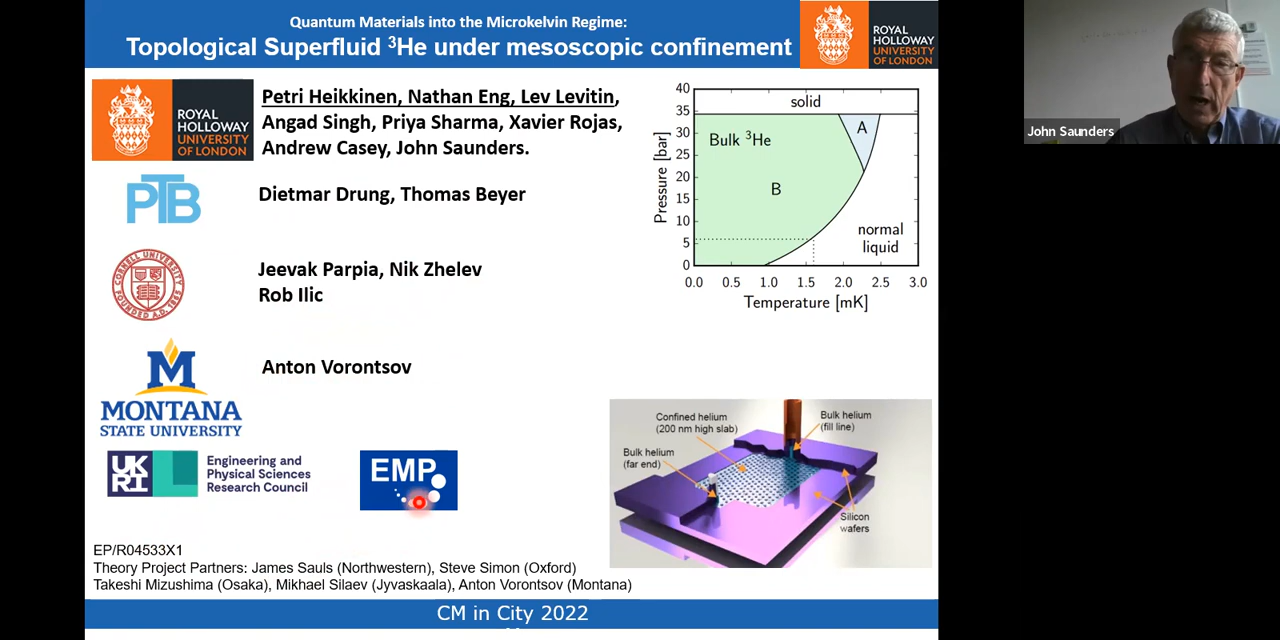 Quantum Materials into the Microkelvin Regime:
Topological Superfluid ³He under mesoscopic confinement
ROYAL
HOLLOWAY
UNIVERSITY
OF LONDON
ROYAL
HOLLOWAY
UNIVERSITY
OF LONDON
Petri Heikkinen, Nathan Eng, Lev Levitin,
Angad Singh, Priya Sharma, Xavier Rojas,
Andrew Casey, John Saunders.
PTB
Dietmar Drung, Thomas Beyer
CORNELL UNIVERSITY
FOUNDED A.D. 1865
Jeevak Parpia, Nik Zhelev
Rob Ilic
M
MONTANA
STATE UNIVERSITY
Anton Vorontsov
UK
RI
Engineering and
Physical Sciences
Research Council
EMP
EP/R04533X1
Theory Project Partners: James Sauls (Northwestern), Steve Simon (Oxford)
Takeshi Mizushima (Osaka), Mikhael Silaev (Jyvaskaala), Anton Vorontsov (Montana)
CM in City 2022
Pressure [bar]
40
35
30
25
20
15
10
5
0
solid
Bulk ³He
A
B
normal
liquid
0.0 0.5 1.0 1.5 2.0 2.5 3.0
Temperature [mK]
Confined helium
(200 nm high slab)
Bulk helium
(fill line)
Bulk helium
(far end)
Silicon
wafers
John Saunders